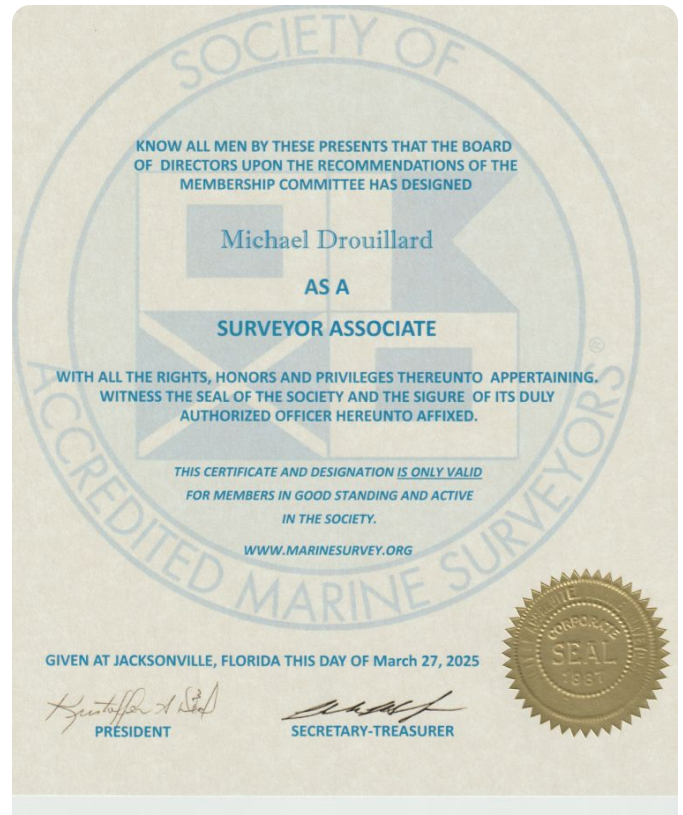 SOCIETY OF
ACCREDITED MARINE SURVEYORS®
KNOW ALL MEN BY THESE PRESENTS THAT THE BOARD
OF DIRECTORS UPON THE RECOMMENDATIONS OF THE
MEMBERSHIP COMMITTEE HAS DESIGNED
Michael Drouillard
AS A
SURVEYOR ASSOCIATE
WITH ALL THE RIGHTS, HONORS AND PRIVILEGES THEREUNTO APPERTAINING.
WITNESS THE SEAL OF THE SOCIETY AND THE SIGURE OF ITS DULY
AUTHORIZED OFFICER HEREUNTO AFFIXED.
THIS CERTIFICATE AND DESIGNATION IS ONLY VALID
FOR MEMBERS IN GOOD STANDING AND ACTIVE
IN THE SOCIETY.
WWW.MARINESURVEY.ORG
CORPORATE
SEAL
1987
GIVEN AT JACKSONVILLE, FLORIDA THIS DAY OF March 27, 2025
PRESIDENT
SECRETARY-TREASURER